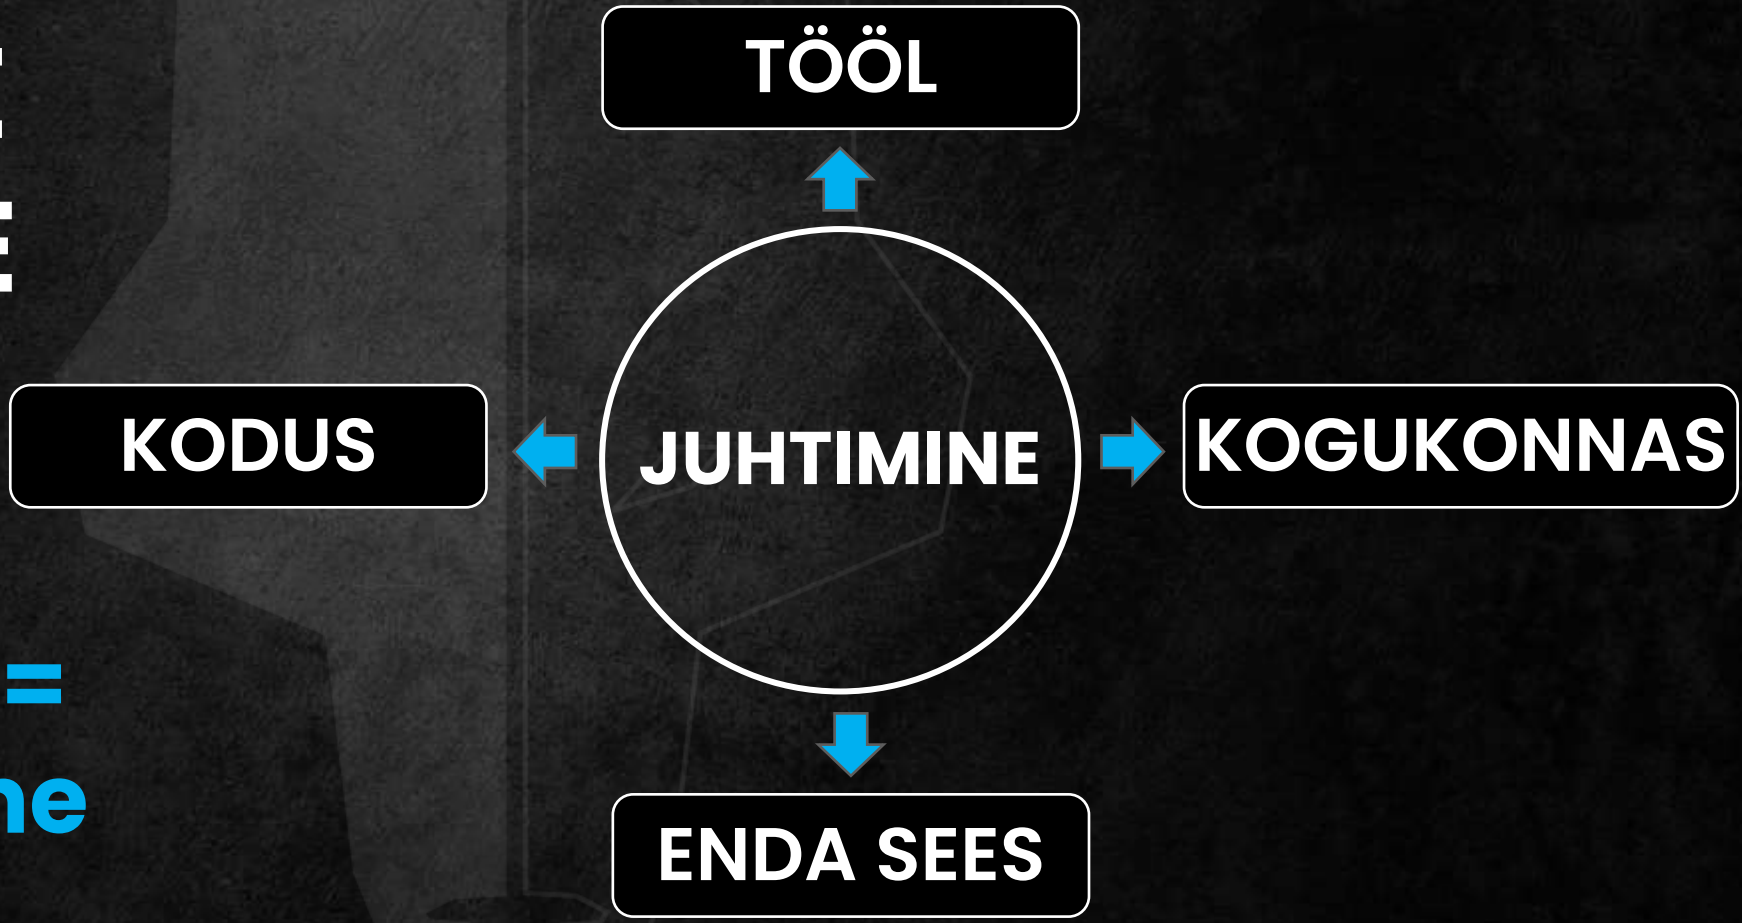 TÖÖL
KODUS
JUHTIMINE
KOGUKONNAS
=
ENDA SEES